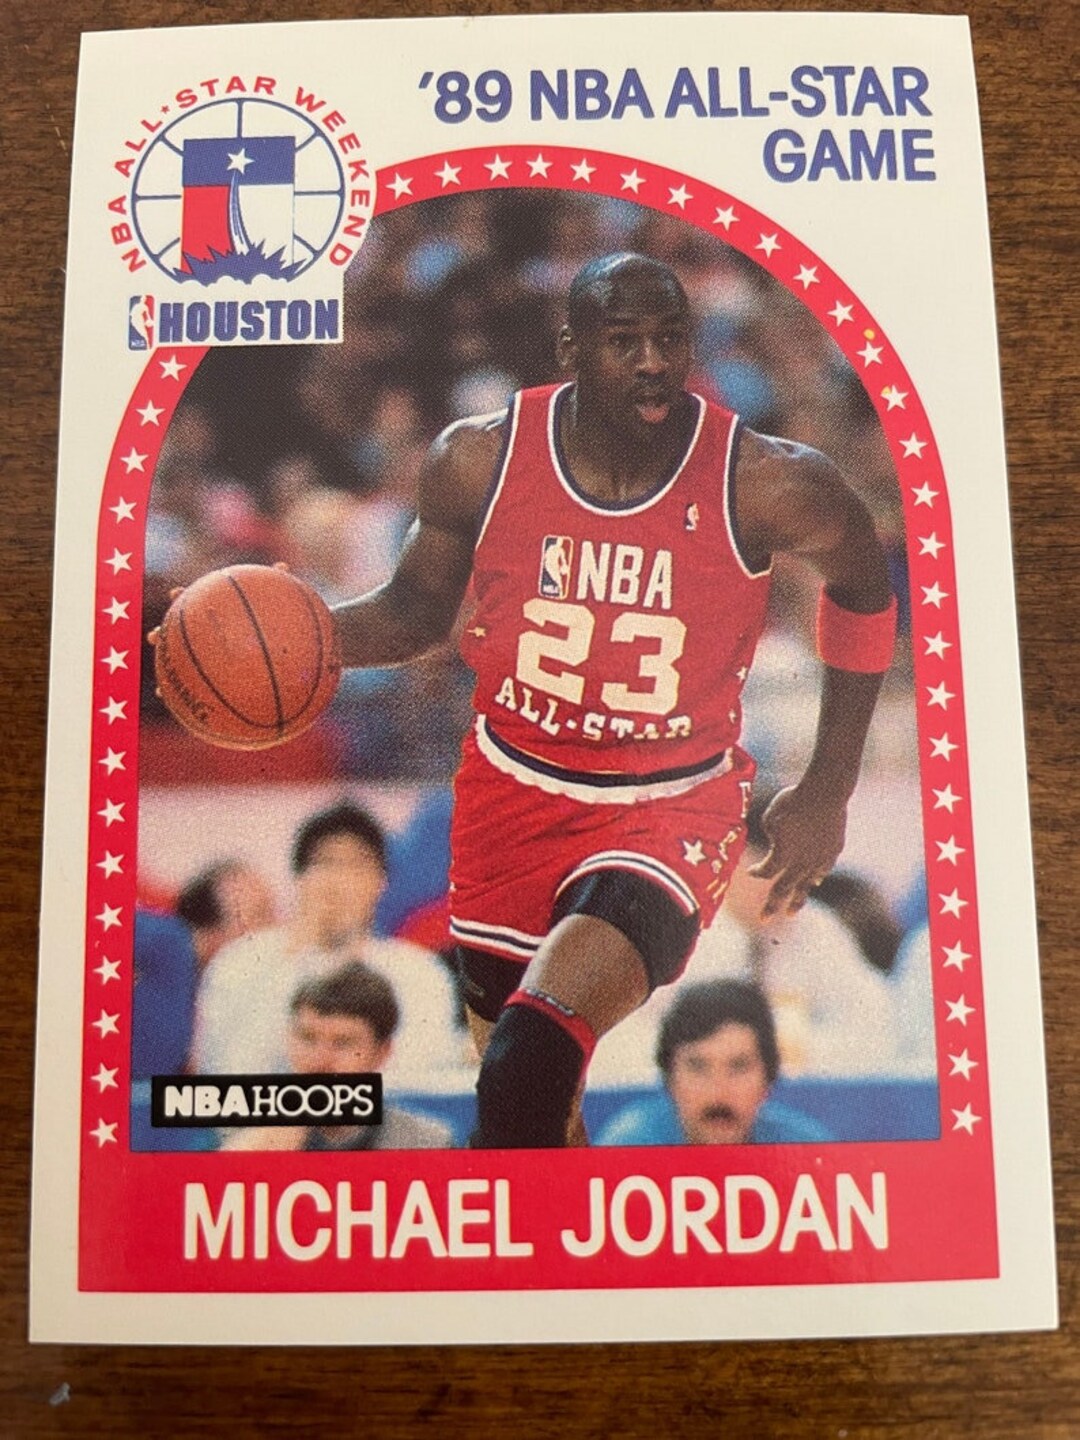 '89 NBA ALL-STAR
GAME
NBA ALL★STAR WEEKEND
HOUSTON
NBA
23
ALL-STAR
NBA HOOPS
MICHAEL JORDAN